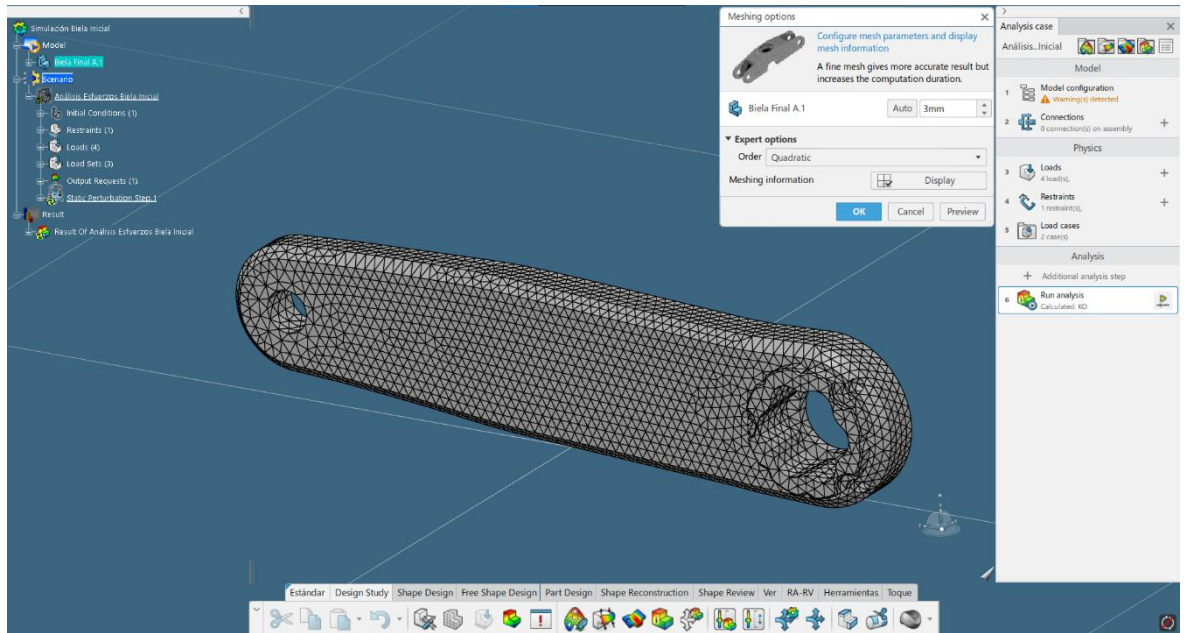 Simulación Biela Inicial
Model
Biela Final A.1
Scenario
Análisis Esfuerzos Biela Inicial
Initial Conditions (1)
Restraints (1)
Loads (4)
Load Sets (3)
Output Requests (1)
Static Perturbation Step.1
Result
Result Of Análisis Esfuerzos Biela Inicial
Meshing options
Configure mesh parameters and display
mesh information
A fine mesh gives more accurate result but
increases the computation duration.
Biela Final A.1
Auto
3mm
Expert options
Order
Quadratic
Meshing information
Display
OK
Cancel
Preview
Analysis case
Análisis...Inicial
Model
1
Model configuration
Warning(s) detected
2
Connections
0 connection(s) on assembly
Physics
3
Loads
4 load(s),
4
Restraints
1 restraint(s),
5
Load cases
2 case(s)
Analysis
Additional analysis step
6
Run analysis
Calculated: KO
Estándar Design Study Shape Design Free Shape Design Part Design Shape Reconstruction Shape Review Ver RA-RV Herramientas Toque